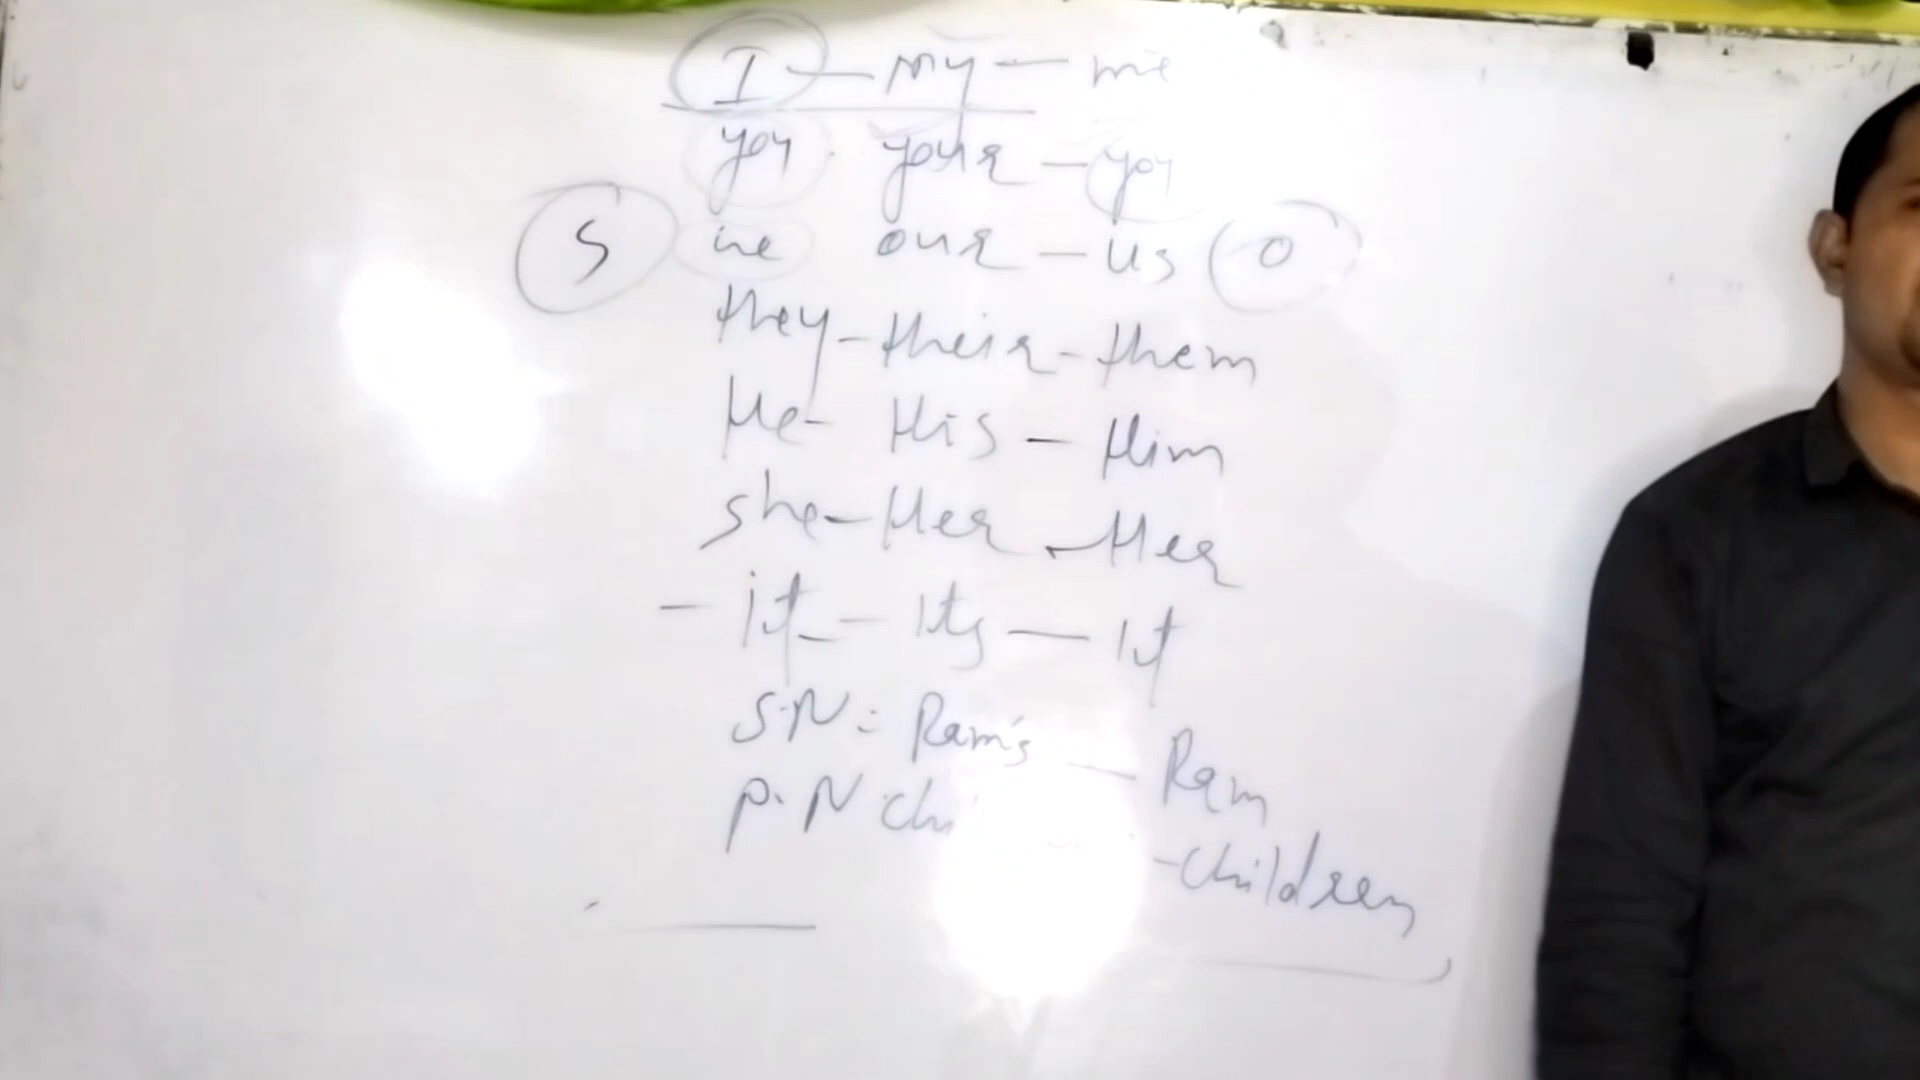 I - my - me
you your - you
S we our - us O
they - their - them
He - His - Him
she - Her - Her
- it - its - it
S.N: Ram's - Ram
P.N - children